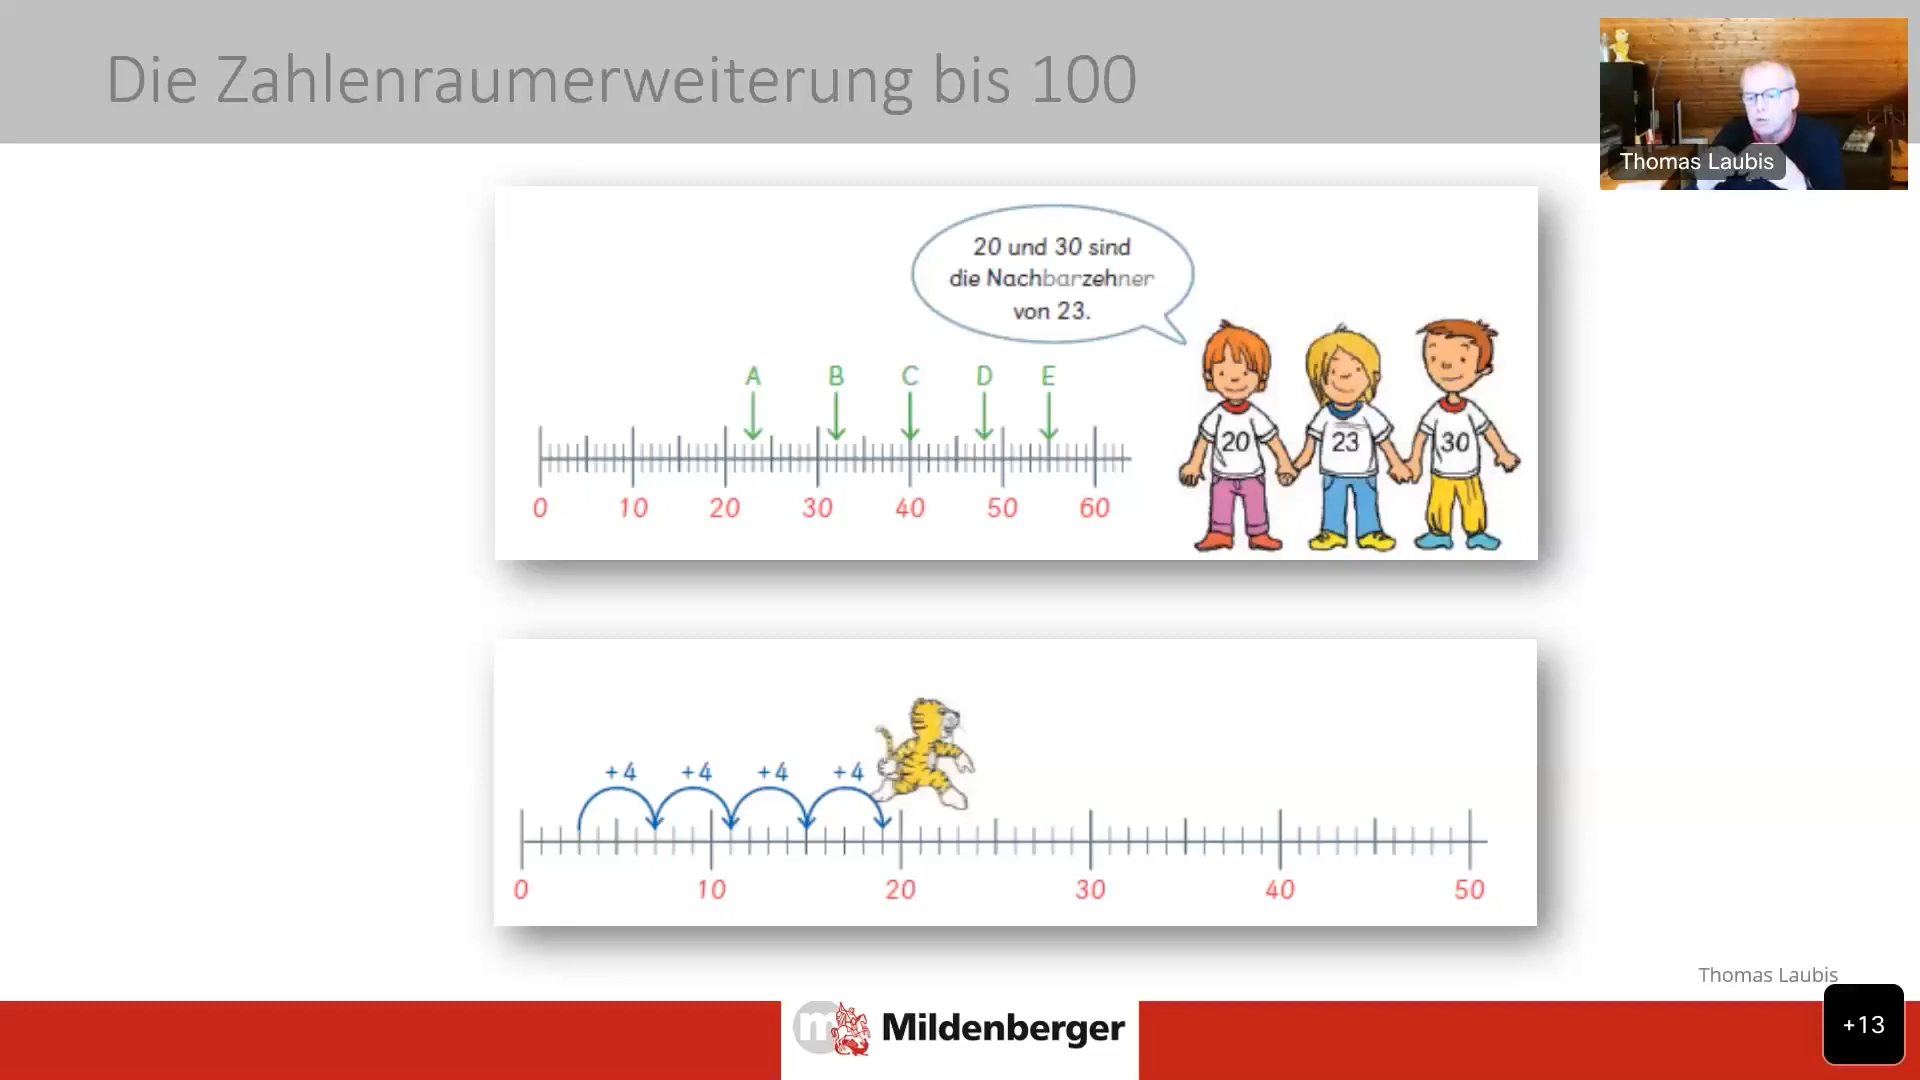 Die Zahlenraumerweiterung bis 100
Thomas Laubis
20 und 30 sind
die Nachbarzehner
von 23.
A B C D E
20 23 30
0 10 20 30 40 50 60
+4 +4 +4 +4
0 10 20 30 40 50
Thomas Laubis
m Mildenberger
+13